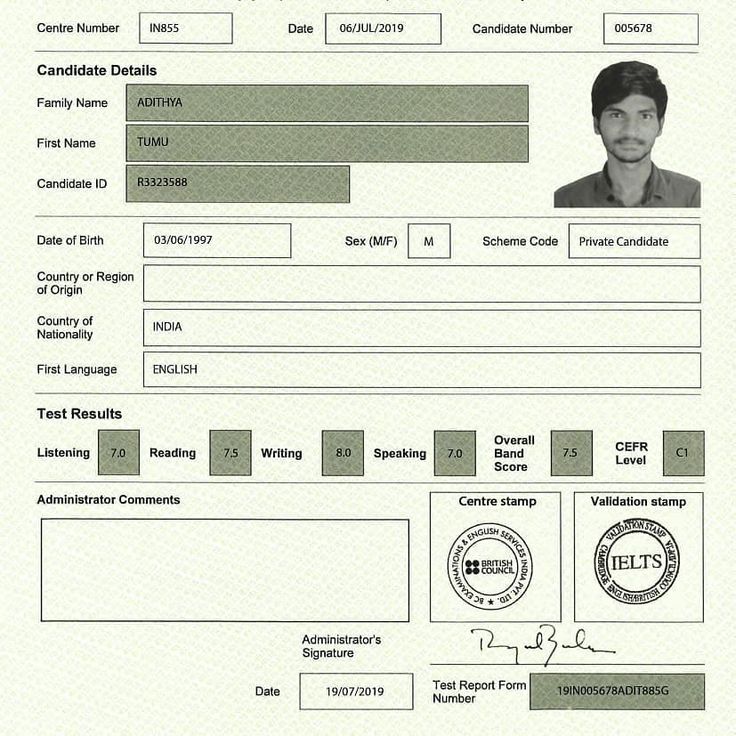 Centre Number IN855 Date 06/JUL/2019 Candidate Number 005678
Candidate Details
Family Name ADITHYA
First Name TUMU
Candidate ID R3323588
Date of Birth 03/06/1997 Sex (M/F) M Scheme Code Private Candidate
Country or Region
of Origin
Country of
Nationality INDIA
First Language ENGLISH
Test Results
Listening 7.0 Reading 7.5 Writing 8.0 Speaking 7.0 Overall Band Score 7.5 CEFR Level C1
Administrator Comments
Centre stamp
BC EXAMINATIONS & ENGLISH SERVICES INDIA PVT. LTD.
BRITISH
COUNCIL
Validation stamp
VALIDATION STAMP
IELTS
Administrator's
Signature
Date 19/07/2019
Test Report Form
Number 19IN005678ADIT885G